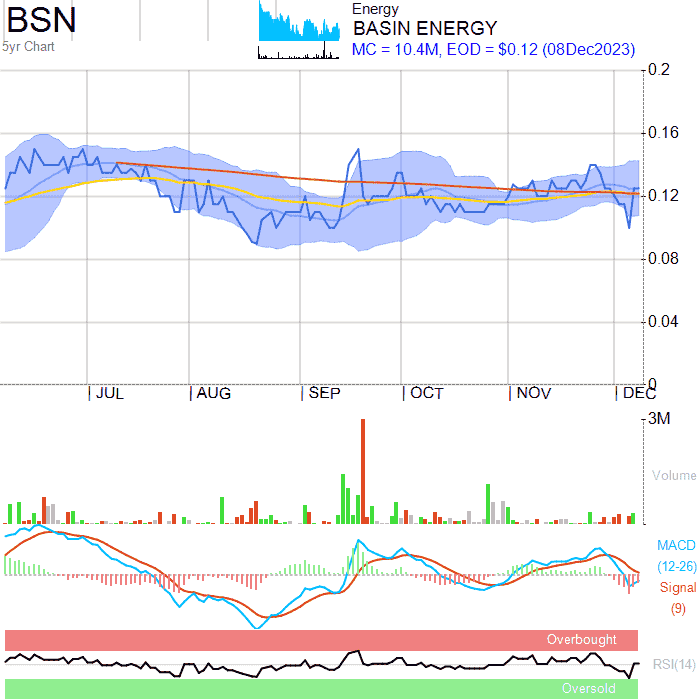 BSN
5yr Chart
Energy
BASIN ENERGY
MC = 10.4M, EOD = $0.12 (08Dec2023)
0.2
0.16
0.12
0.08
0.04
0
JUL AUG SEP OCT NOV DEC
3M
Volume
MACD
(12-26)
Signal
(9)
Overbought
RSI(14)
Oversold